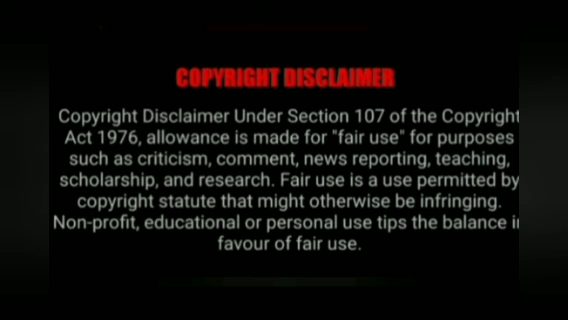 COPYRIGHT DISCLAIMER
Copyright Disclaimer Under Section 107 of the Copyright
Act 1976, allowance is made for "fair use" for purposes
such as criticism, comment, news reporting, teaching,
scholarship, and research. Fair use is a use permitted by
copyright statute that might otherwise be infringing.
Non-profit, educational or personal use tips the balance in
favour of fair use.